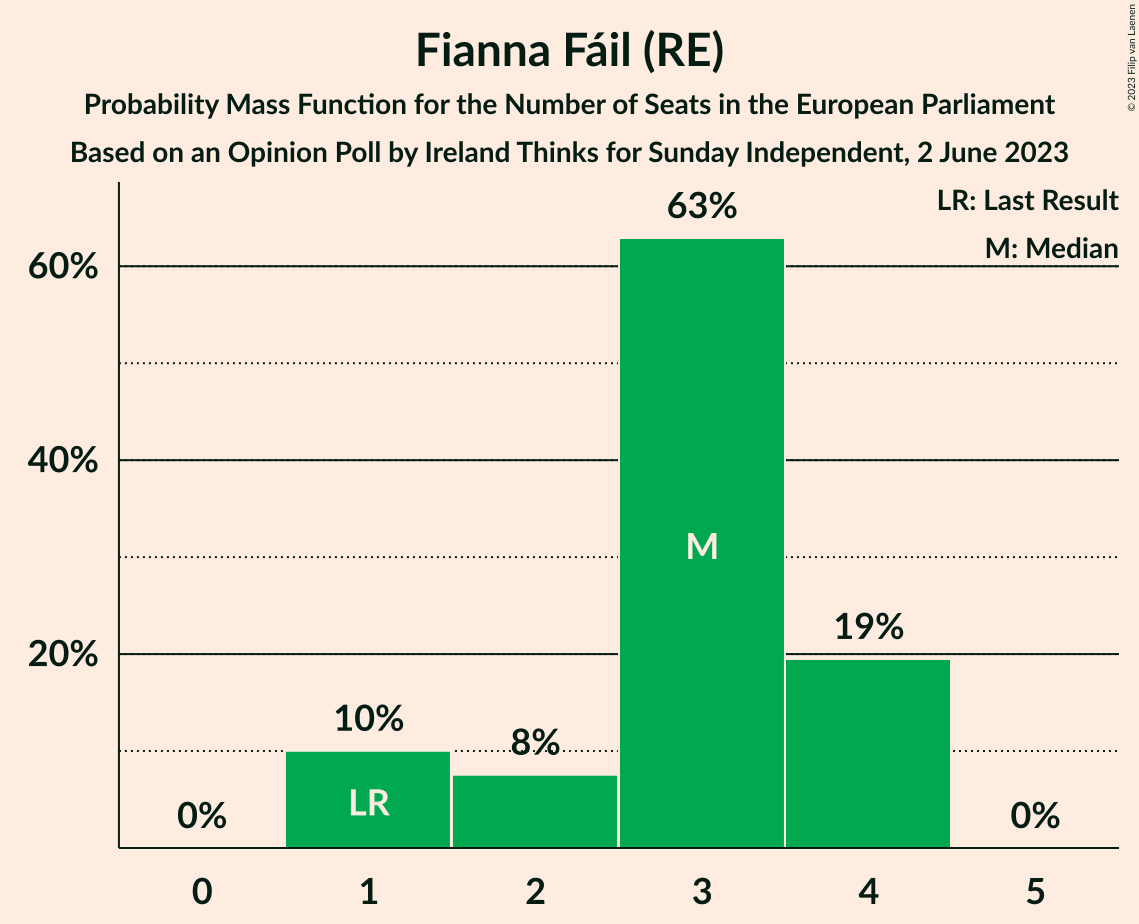 Fianna Fáil (RE)
Probability Mass Function for the Number of Seats in the European Parliament
Based on an Opinion Poll by Ireland Thinks for Sunday Independent, 2 June 2023
© 2023 Filip van Laenen
LR: Last Result
M: Median
63%
60%
40%
M
20%
19%
10%
8%
LR
0%
0%
0 1 2 3 4 5